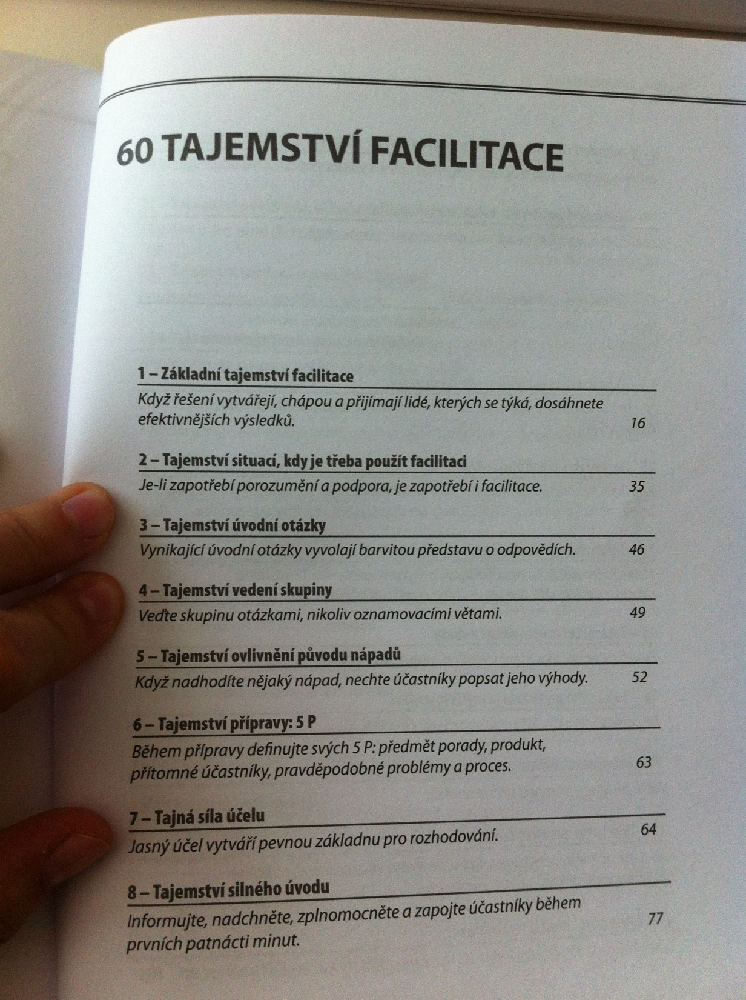 60 TAJEMSTVÍ FACILITACE
1 – Základní tajemství facilitace
Když řešení vytvářejí, chápou a přijímají lidé, kterých se týká, dosáhnete
efektivnějších výsledků. 16
2 – Tajemství situací, kdy je třeba použít facilitaci
Je-li zapotřebí porozumění a podpora, je zapotřebí i facilitace. 35
3 – Tajemství úvodní otázky
Vynikající úvodní otázky vyvolají barvitou představu o odpovědích. 46
4 – Tajemství vedení skupiny
Veďte skupinu otázkami, nikoliv oznamovacími větami. 49
5 – Tajemství ovlivnění původu nápadů
Když nadhodíte nějaký nápad, nechte účastníky popsat jeho výhody. 52
6 – Tajemství přípravy: 5 P
Během přípravy definujte svých 5 P: předmět porady, produkt,
přítomné účastníky, pravděpodobné problémy a proces. 63
7 – Tajná síla účelu
Jasný účel vytváří pevnou základnu pro rozhodování. 64
8 – Tajemství silného úvodu
Informujte, nadchněte, zplnomocněte a zapojte účastníky během
prvních patnácti minut. 77